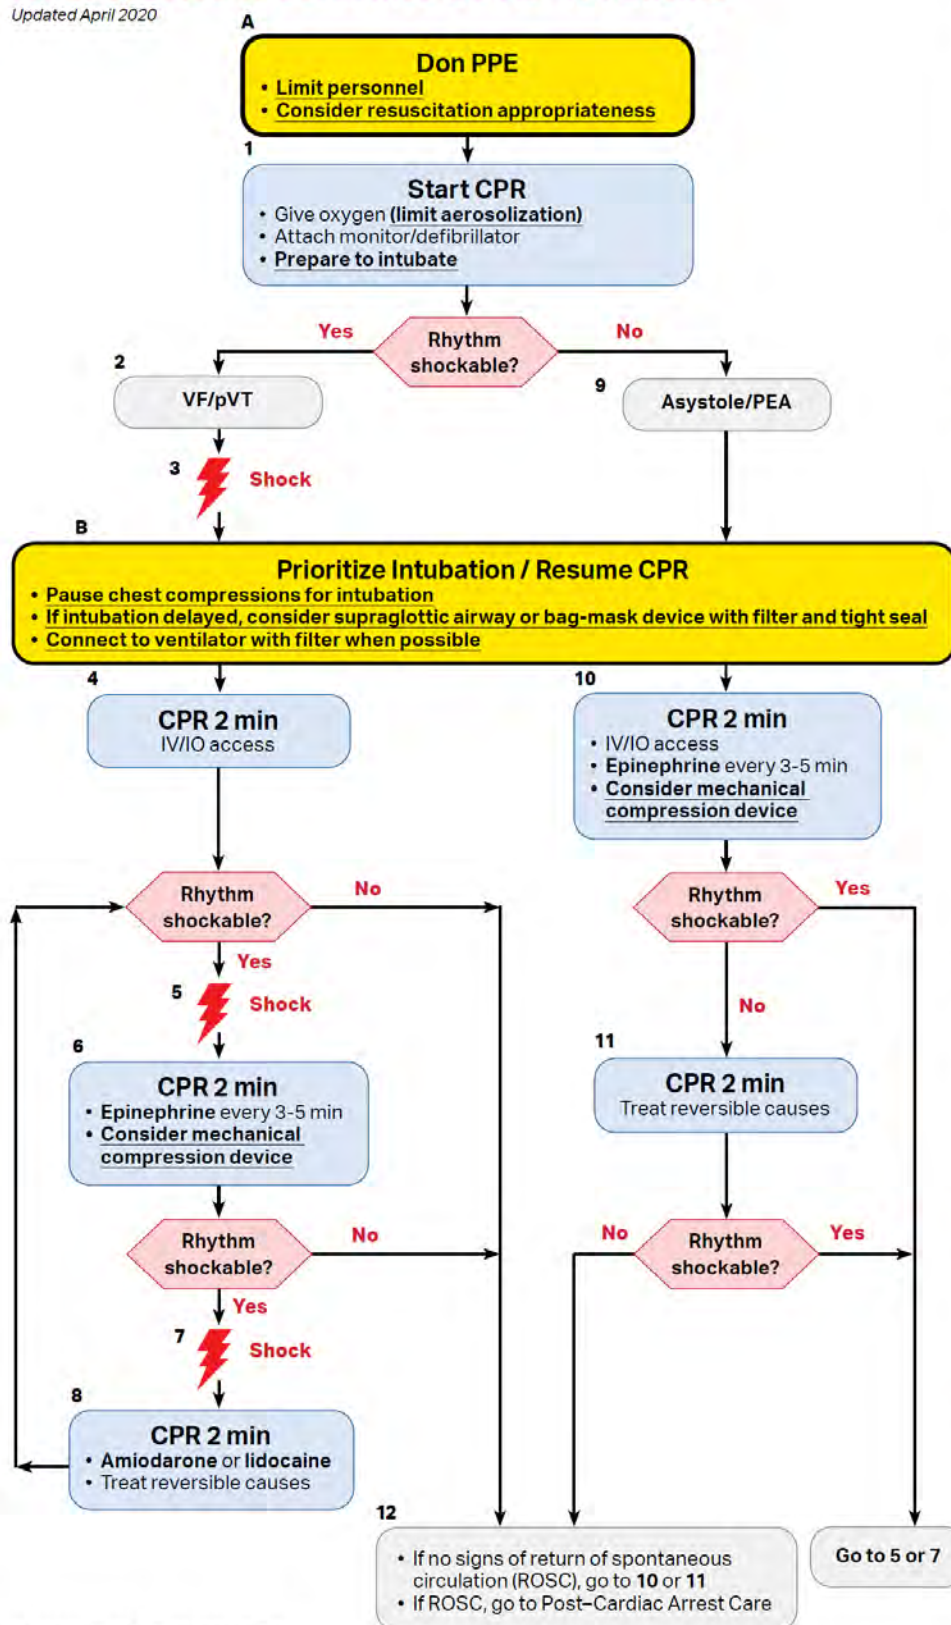 Updated April 2020
A
Don PPE
• Limit personnel
• Consider resuscitation appropriateness
1
Start CPR
• Give oxygen (limit aerosolization)
• Attach monitor/defibrillator
• Prepare to intubate
Yes
Rhythm
shockable?
No
2
VF/pVT
9
Asystole/PEA
3
Shock
B
Prioritize Intubation / Resume CPR
• Pause chest compressions for intubation
• If intubation delayed, consider supraglottic airway or bag-mask device with filter and tight seal
• Connect to ventilator with filter when possible
4
CPR 2 min
IV/IO access
10
CPR 2 min
• IV/IO access
• Epinephrine every 3-5 min
• Consider mechanical
compression device
Rhythm
shockable?
No
Yes
5
Shock
Rhythm
shockable?
Yes
No
6
CPR 2 min
• Epinephrine every 3-5 min
• Consider mechanical
compression device
11
CPR 2 min
Treat reversible causes
Rhythm
shockable?
No
Yes
7
Shock
No
Rhythm
shockable?
Yes
8
CPR 2 min
• Amiodarone or lidocaine
• Treat reversible causes
12
• If no signs of return of spontaneous
circulation (ROSC), go to 10 or 11
• If ROSC, go to Post–Cardiac Arrest Care
Go to 5 or 7